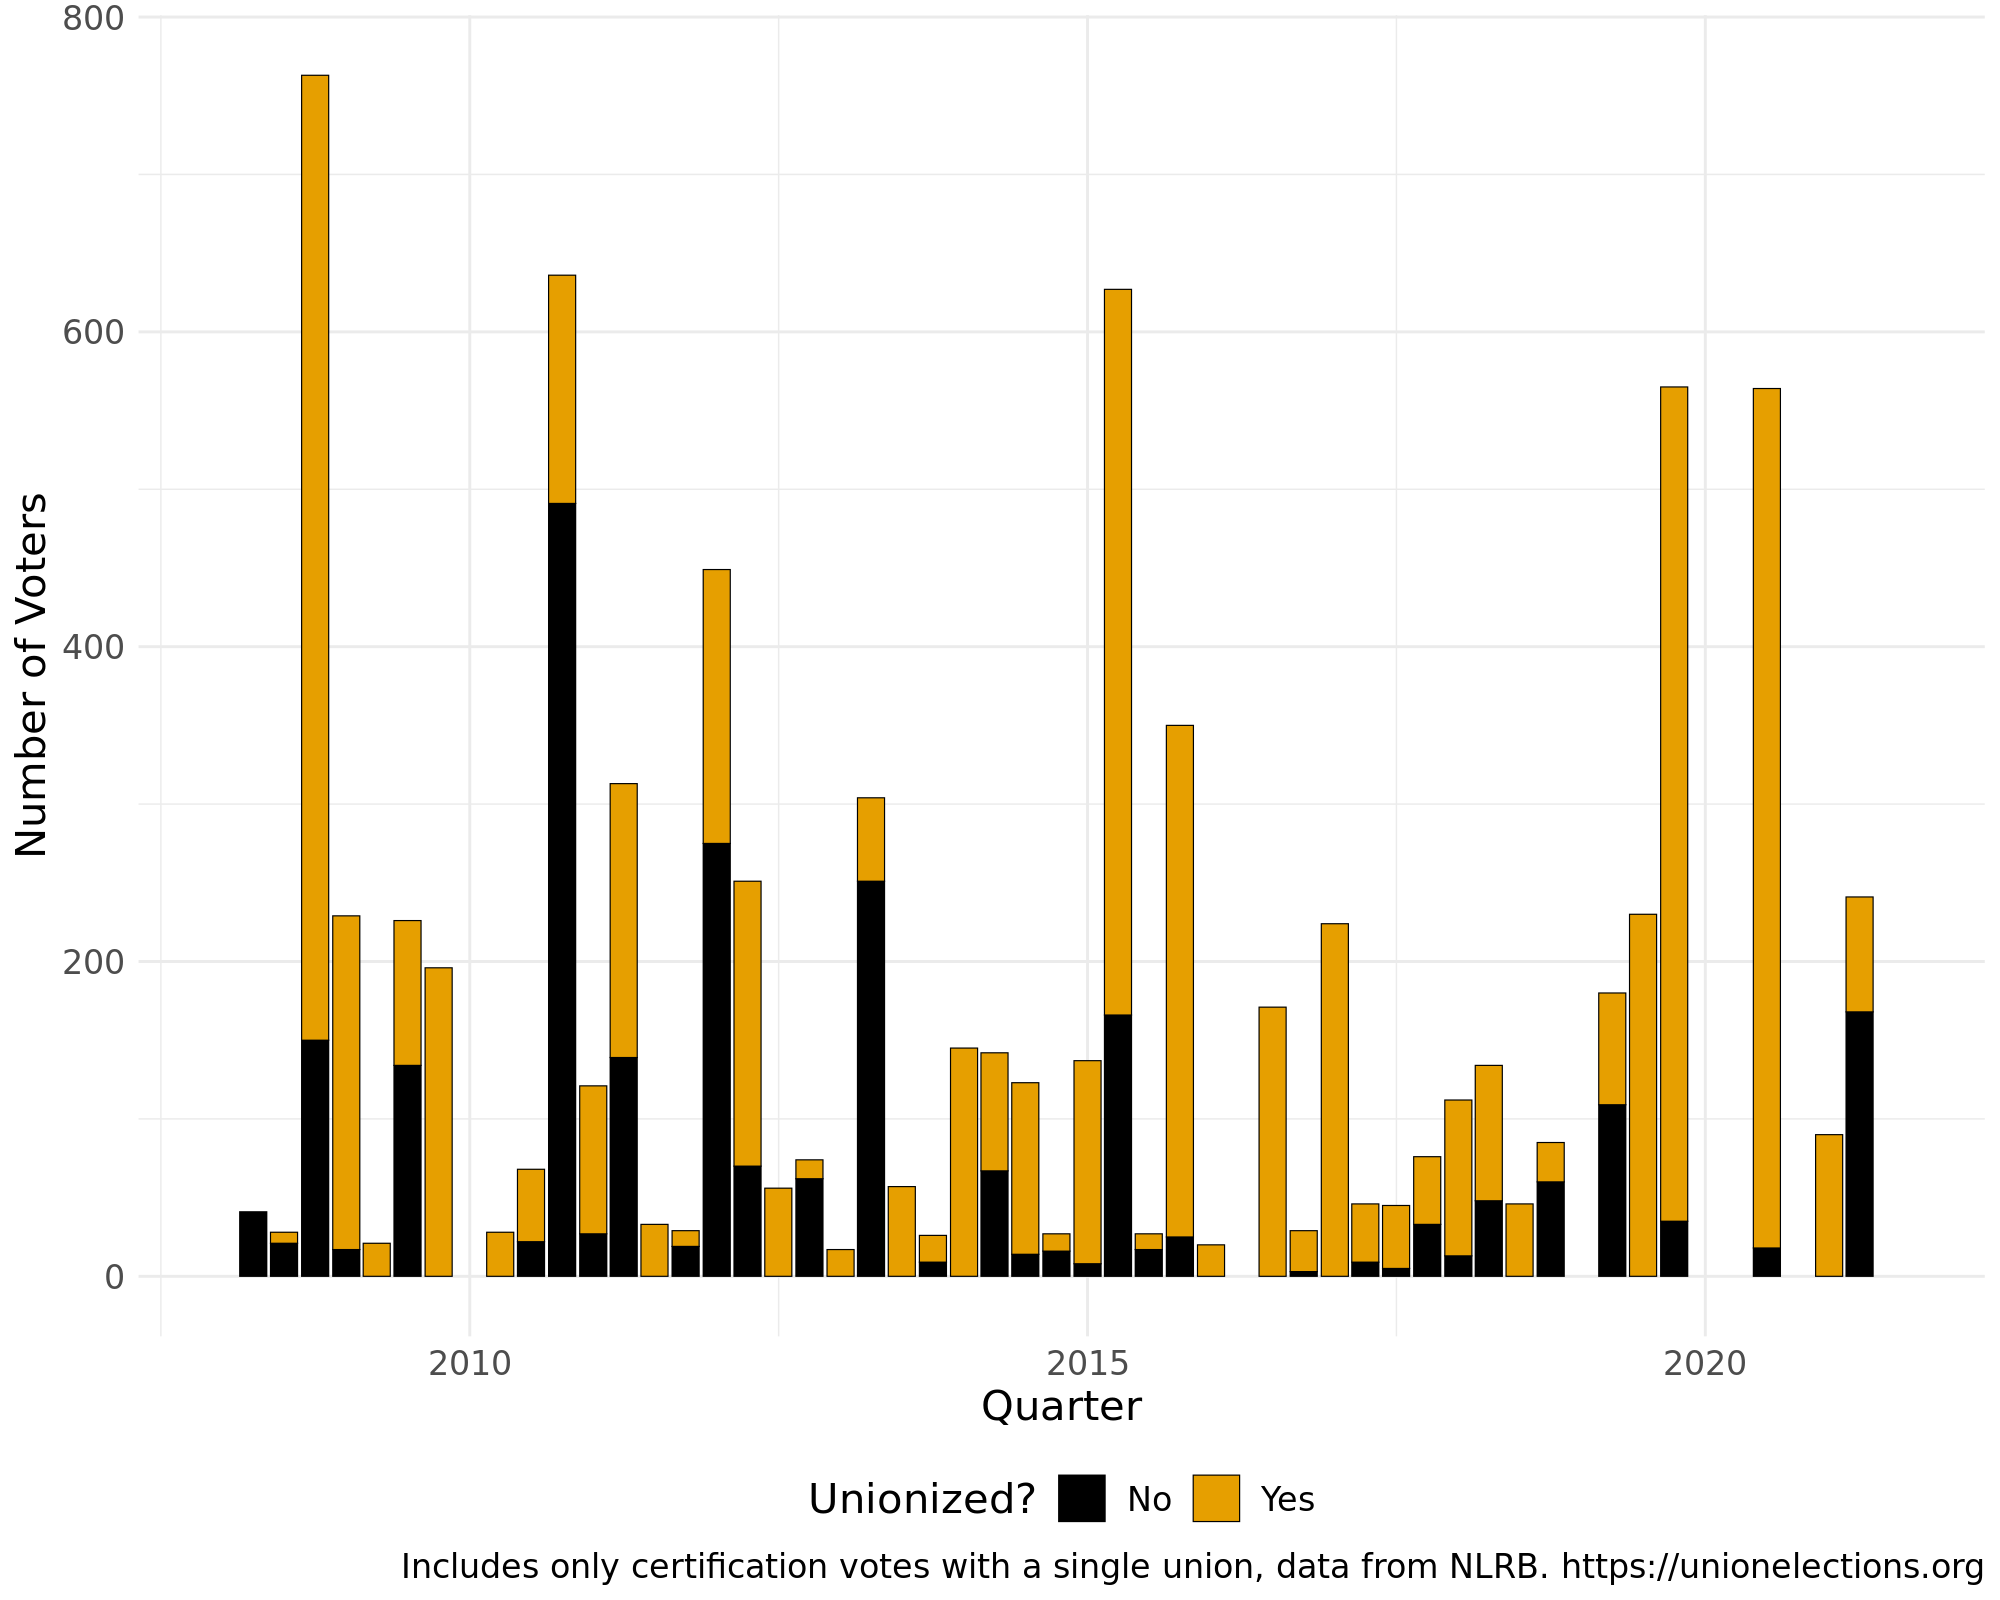 800
600
400
200
0
Number of Voters
2010 2015 2020
Quarter
Unionized? No Yes
Includes only certification votes with a single union, data from NLRB. https://unionelections.org